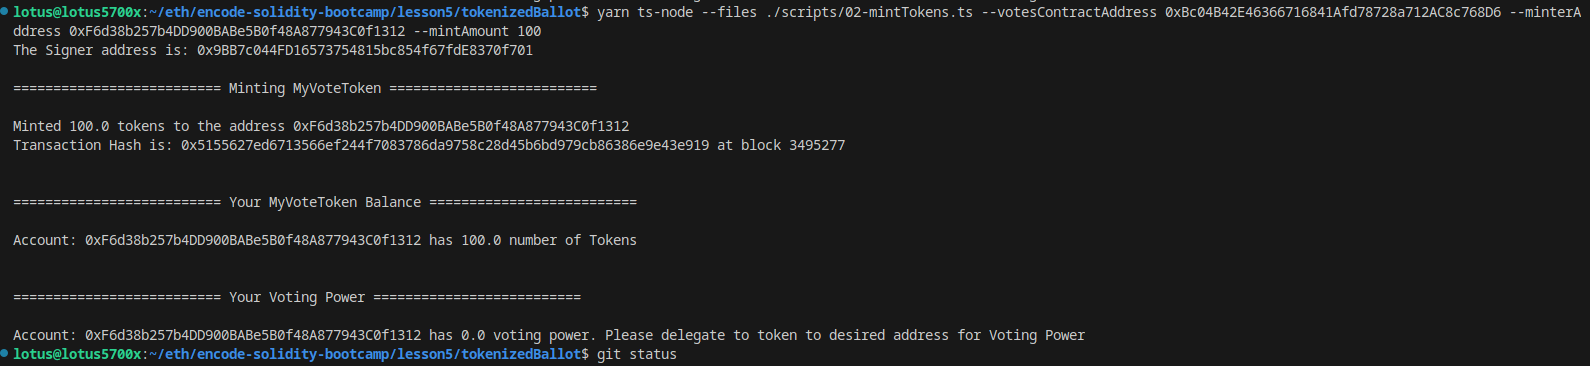 lotus@lotus5700x:~/eth/encode-solidity-bootcamp/lesson5/tokenizedBallot$ yarn ts-node --files ./scripts/02-mintTokens.ts --votesContractAddress 0xBc04B42E46366716841Afd78728a712AC8c768D6 --minterA
ddress 0xF6d38b257b4DD900BABe5B0f48A877943C0f1312 --mintAmount 100
The Signer address is: 0x9BB7c044FD16573754815bc854f67fdE8370f701
========================== Minting MyVoteToken ==========================
Minted 100.0 tokens to the address 0xF6d38b257b4DD900BABe5B0f48A877943C0f1312
Transaction Hash is: 0x5155627ed6713566ef244f7083786da9758c28d45b6bd979cb86386e9e43e919 at block 3495277
========================== Your MyVoteToken Balance ==========================
Account: 0xF6d38b257b4DD900BABe5B0f48A877943C0f1312 has 100.0 number of Tokens
========================== Your Voting Power ==========================
Account: 0xF6d38b257b4DD900BABe5B0f48A877943C0f1312 has 0.0 voting power. Please delegate to token to desired address for Voting Power
lotus@lotus5700x:~/eth/encode-solidity-bootcamp/lesson5/tokenizedBallot$ git status